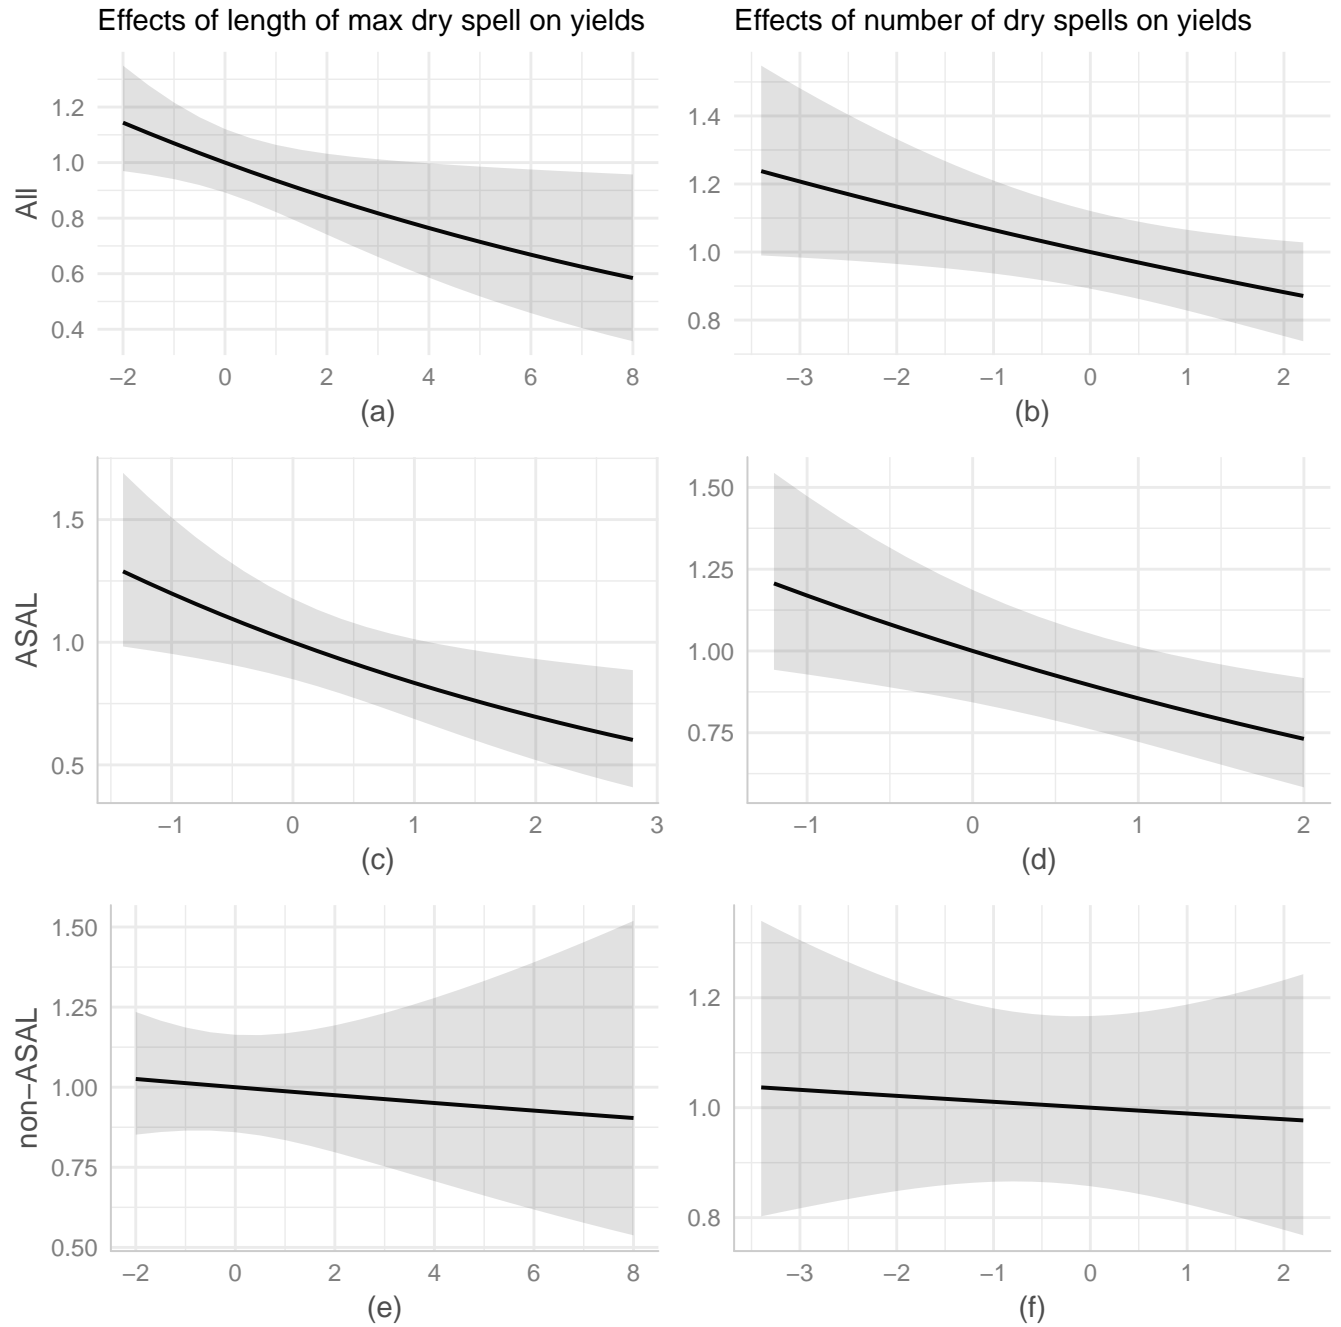 Effects of length of max dry spell on yields
Effects of number of dry spells on yields
All
1.2
1.0
0.8
0.6
0.4
−2 0 2 4 6 8
(a)
1.4
1.2
1.0
0.8
−3 −2 −1 0 1 2
(b)
ASAL
1.5
1.0
0.5
−1 0 1 2 3
(c)
1.50
1.25
1.00
0.75
−1 0 1 2
(d)
non−ASAL
1.50
1.25
1.00
0.75
0.50
−2 0 2 4 6 8
(e)
1.2
1.0
0.8
−3 −2 −1 0 1 2
(f)